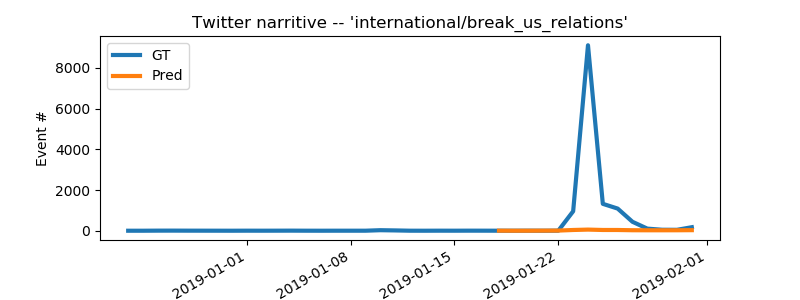 Twitter narritive -- 'international/break_us_relations'
GT
Pred
Event #
8000
6000
4000
2000
0
2019-01-01
2019-01-08
2019-01-15
2019-01-22
2019-02-01